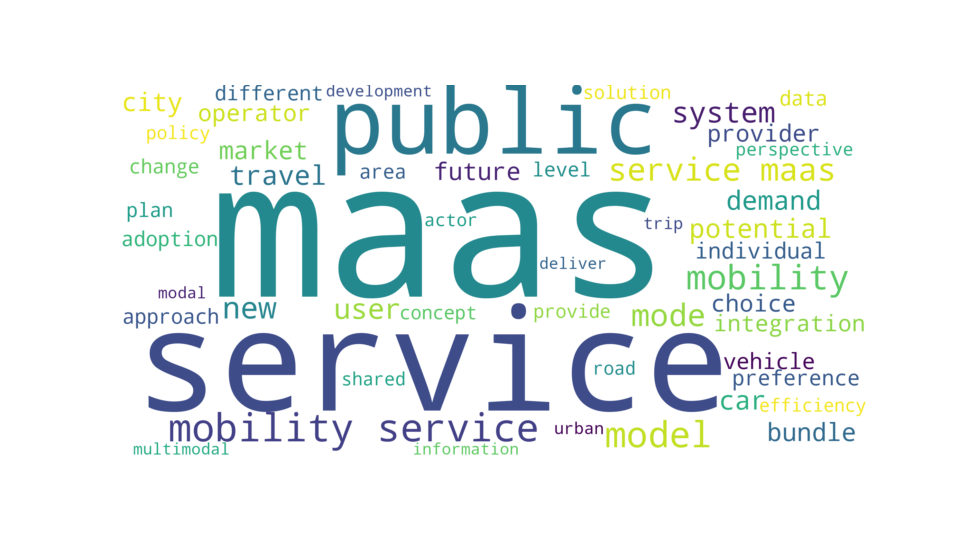 different development solution
city operator public system data
policy provider
change market travel area future level service maas perspective
plan maas actor trip demand
adoption potential
deliver individual
modal mobility
approach new user concept provide mode choice
integration
service vehicle
shared road preference
car efficiency
mobility service urban model bundle
multimodal information